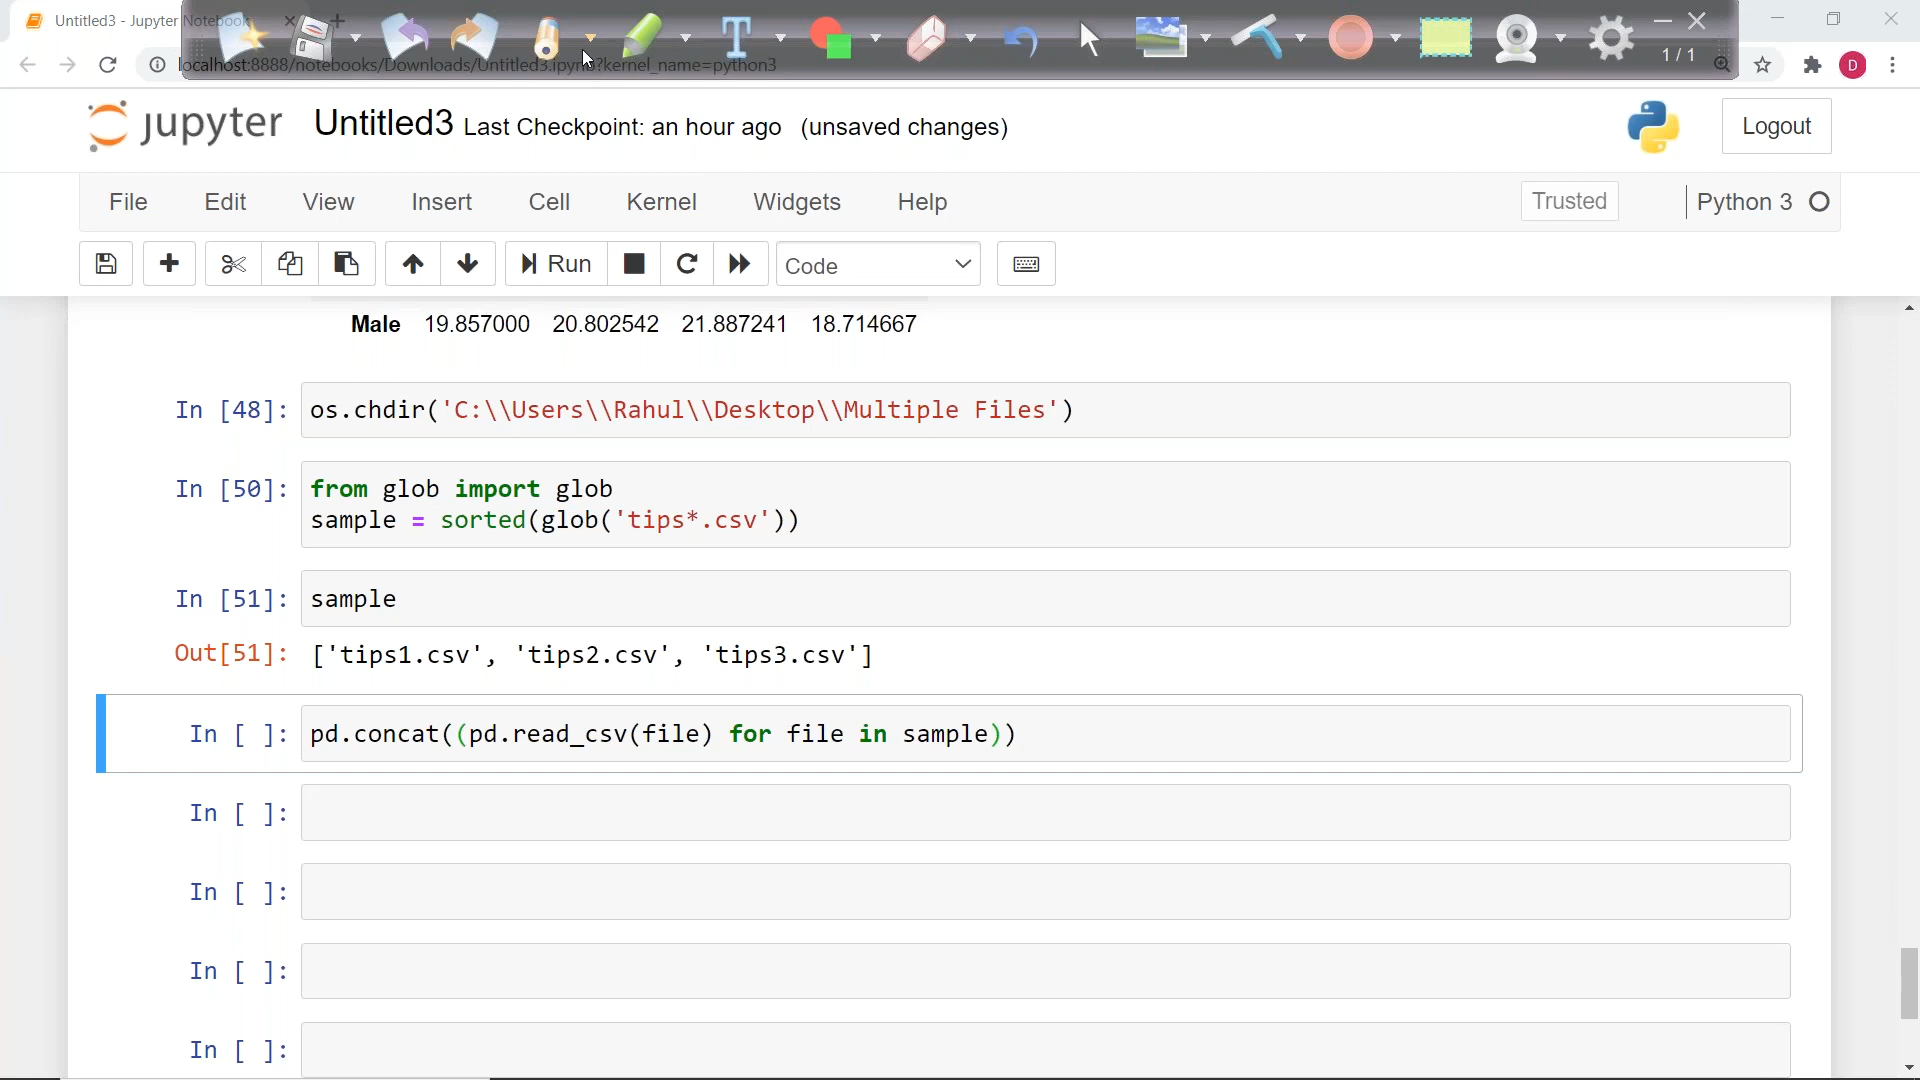 Untitled3 - Jupyter Notebook
1 / 1
localhost:8888/notebooks/Downloads/Untitled3.ipynb?kernel_name=python3
D
jupyter Untitled3 Last Checkpoint: an hour ago (unsaved changes)
Logout
File Edit View Insert Cell Kernel Widgets Help
Trusted
Python 3
Run
Code
Male 19.857000 20.802542 21.887241 18.714667
In [48]: os.chdir('C:\\Users\\Rahul\\Desktop\\Multiple Files')
In [50]: from glob import glob
sample = sorted(glob('tips*.csv'))
In [51]: sample
Out[51]: ['tips1.csv', 'tips2.csv', 'tips3.csv']
In [ ]: pd.concat((pd.read_csv(file) for file in sample))
In [ ]:
In [ ]:
In [ ]:
In [ ]: